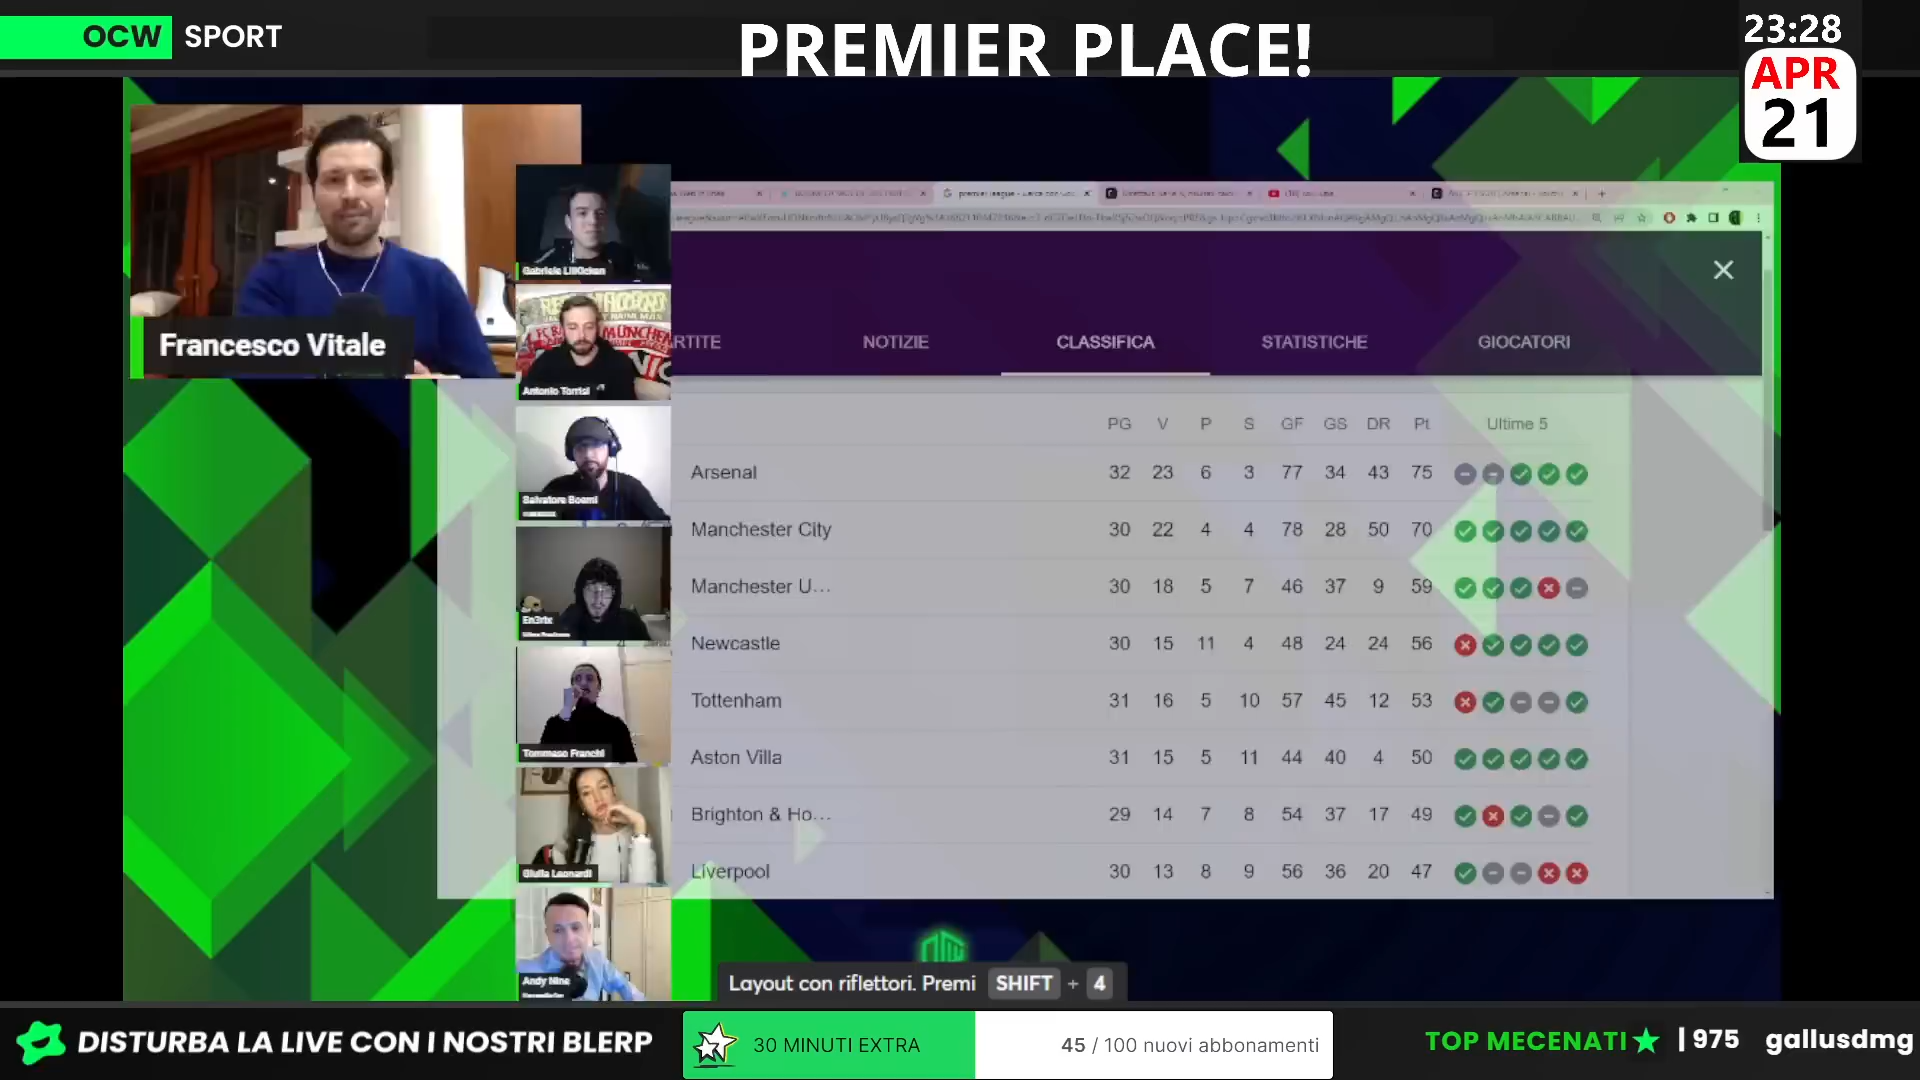 OCW SPORT
PREMIER PLACE!
23:28
APR
21
Francesco Vitale
Gabriele LilKicken
Antonio Torrisi
Salvatore Boemi
En3rix
Tommaso Franchi
Giulia Leonardi
Andy Nine
NOTIZIE CLASSIFICA STATISTICHE GIOCATORI
PG V P S GF GS DR Pt Ultime 5
Arsenal 32 23 6 3 77 34 43 75
Manchester City 30 22 4 4 78 28 50 70
Manchester U... 30 18 5 7 46 37 9 59
Newcastle 30 15 11 4 48 24 24 56
Tottenham 31 16 5 10 57 45 12 53
Aston Villa 31 15 5 11 44 40 4 50
Brighton & Ho... 29 14 7 8 54 37 17 49
Liverpool 30 13 8 9 56 36 20 47
Layout con riflettori. Premi SHIFT + 4
DISTURBA LA LIVE CON I NOSTRI BLERP
30 MINUTI EXTRA 45 / 100 nuovi abbonamenti
TOP MECENATI ★ | 975 gallusdmg